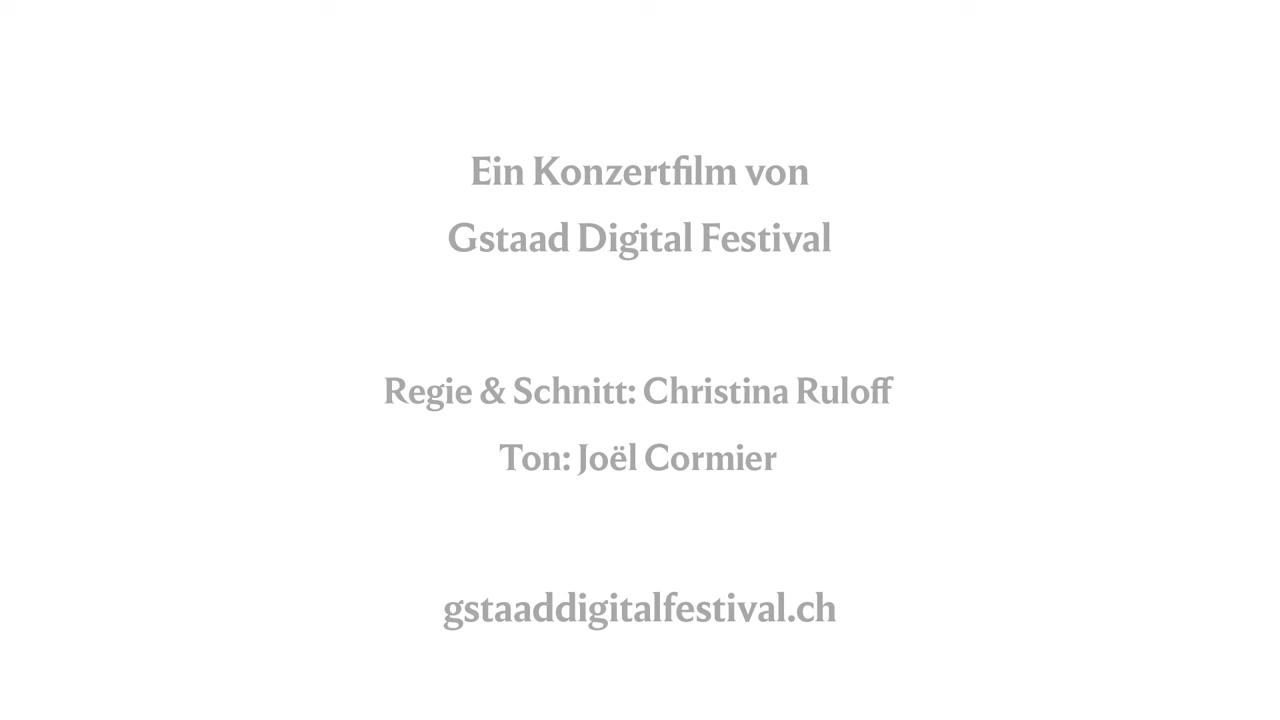 Ein Konzertfilm von
Gstaad Digital Festival
Regie & Schnitt: Christina Ruloff
Ton: Joël Cormier
gstaaddigitalfestival.ch